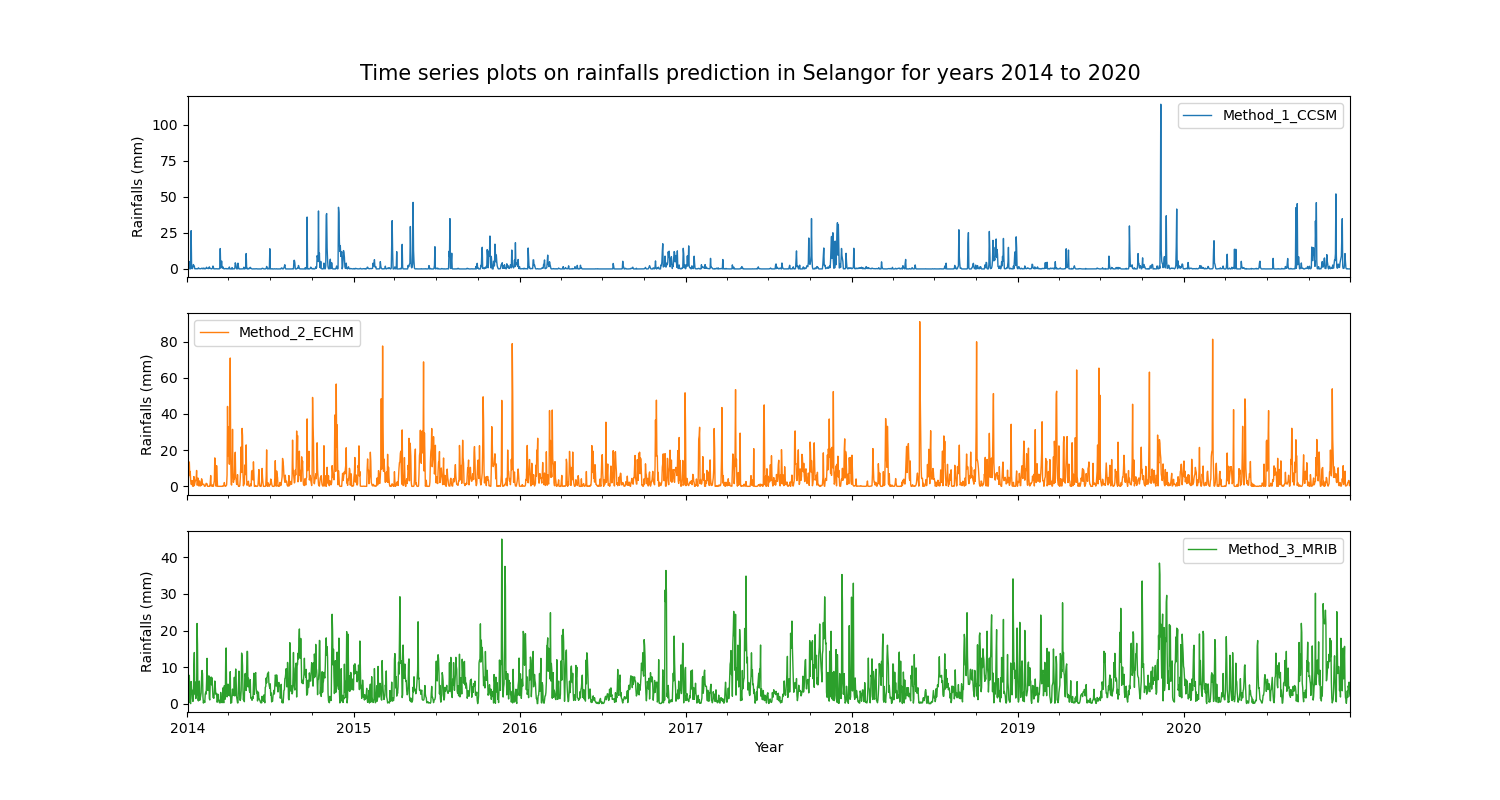 Time series plots on rainfalls prediction in Selangor for years 2014 to 2020
Method_1_CCSM
Rainfalls (mm)
100
75
50
25
0
Method_2_ECHM
Rainfalls (mm)
80
60
40
20
0
Method_3_MRIB
Rainfalls (mm)
40
30
20
10
0
2014 2015 2016 2017 2018 2019 2020
Year